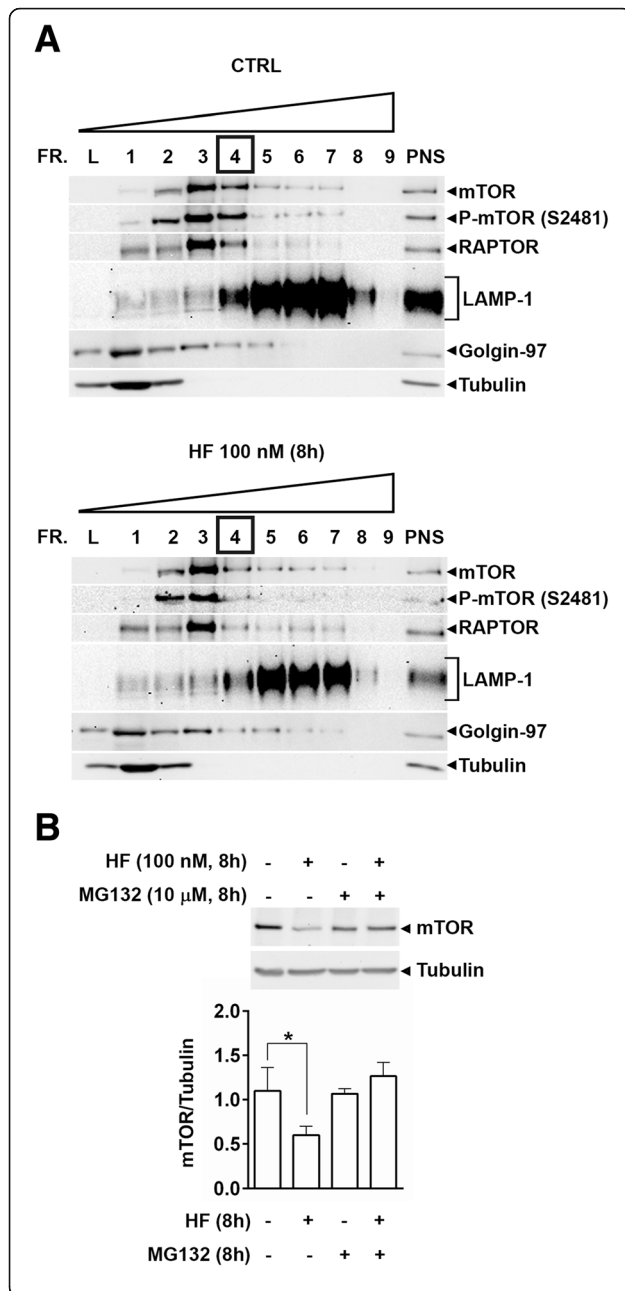 A
CTRL
FR. L 1 2 3 4 5 6 7 8 9 PNS
mTOR
P-mTOR (S2481)
RAPTOR
LAMP-1
Golgin-97
Tubulin
HF 100 nM (8h)
FR. L 1 2 3 4 5 6 7 8 9 PNS
mTOR
P-mTOR (S2481)
RAPTOR
LAMP-1
Golgin-97
Tubulin
B
HF (100 nM, 8h) - + - +
MG132 (10 µM, 8h) - - + +
mTOR
Tubulin
mTOR/Tubulin
2.0
1.5
1.0
0.5
0.0
*
HF (8h) - + - +
MG132 (8h) - - + +